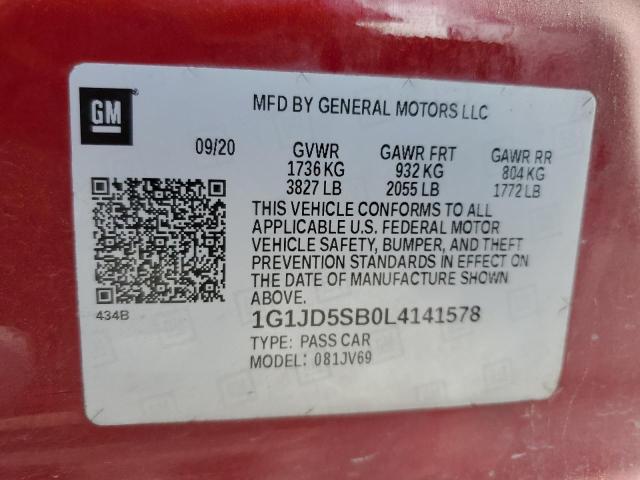 GM
MFD BY GENERAL MOTORS LLC
09/20 GVWR GAWR FRT GAWR RR
1736 KG 932 KG 804 KG
3827 LB 2055 LB 1772 LB
THIS VEHICLE CONFORMS TO ALL
APPLICABLE U.S. FEDERAL MOTOR
VEHICLE SAFETY, BUMPER, AND THEFT
PREVENTION STANDARDS IN EFFECT ON
THE DATE OF MANUFACTURE SHOWN
ABOVE.
434B
1G1JD5SB0L4141578
TYPE: PASS CAR
MODEL: 081JV69